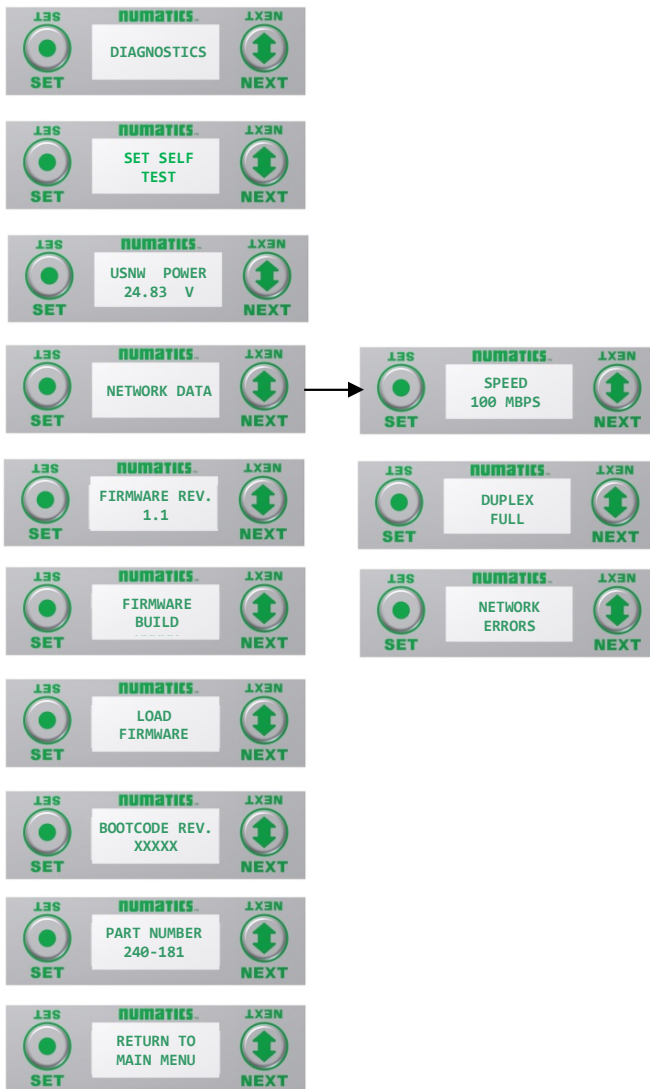 SET numatics NEXT
DIAGNOSTICS
SET NEXT
SET numatics NEXT
SET SELF
TEST
SET NEXT
SET numatics NEXT
USNW POWER
24.83 V
SET NEXT
SET numatics NEXT
NETWORK DATA
SET NEXT
SET numatics NEXT
FIRMWARE REV.
1.1
SET NEXT
SET numatics NEXT
FIRMWARE
BUILD
SET NEXT
SET numatics NEXT
LOAD
FIRMWARE
SET NEXT
SET numatics NEXT
BOOTCODE REV.
XXXXX
SET NEXT
SET numatics NEXT
PART NUMBER
240-181
SET NEXT
SET numatics NEXT
RETURN TO
MAIN MENU
SET NEXT
SET numatics NEXT
SPEED
100 MBPS
SET NEXT
SET numatics NEXT
DUPLEX
FULL
SET NEXT
SET numatics NEXT
NETWORK
ERRORS
SET NEXT